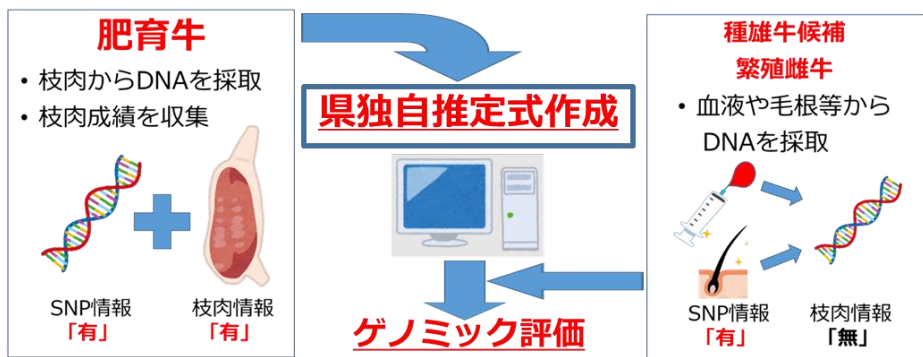 肥育牛
• 枝肉からDNAを採取
• 枝肉成績を収集
SNP情報
「有」
枝肉情報
「有」
県独自推定式作成
ゲノミック評価
種雄牛候補
繁殖雌牛
• 血液や毛根等から
DNAを採取
SNP情報
「有」
枝肉情報
「無」